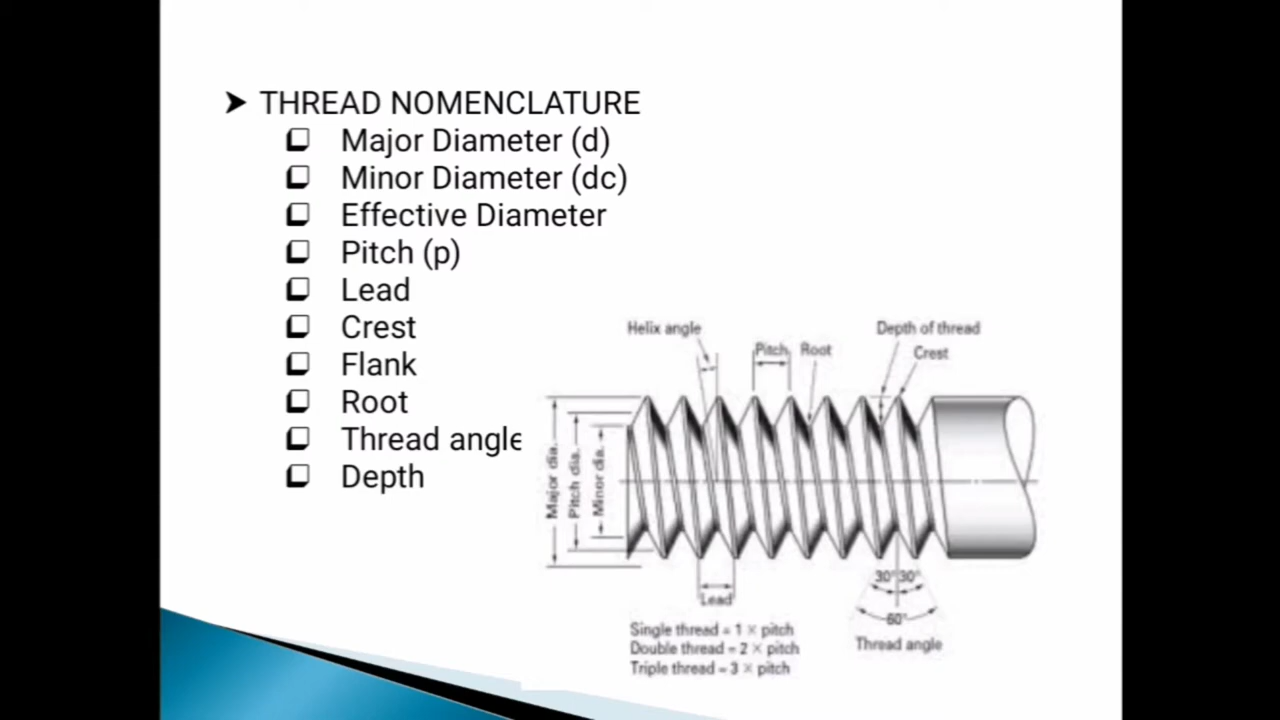 THREAD NOMENCLATURE
Major Diameter (d)
Minor Diameter (dc)
Effective Diameter
Pitch (p)
Lead
Crest
Flank
Root
Thread angle
Depth
Helix angle
Pitch
Root
Depth of thread
Crest
Major dia.
Pitch dia.
Minor dia.
Lead
30° 30°
60°
Thread angle
Single thread = 1 × pitch
Double thread = 2 × pitch
Triple thread = 3 × pitch